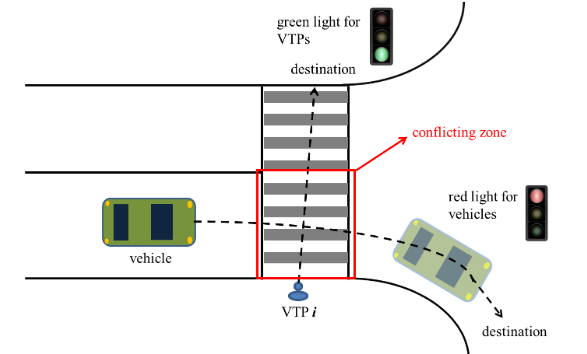 green light for
VTPs
destination
conflicting zone
red light for
vehicles
vehicle
VTP i
destination